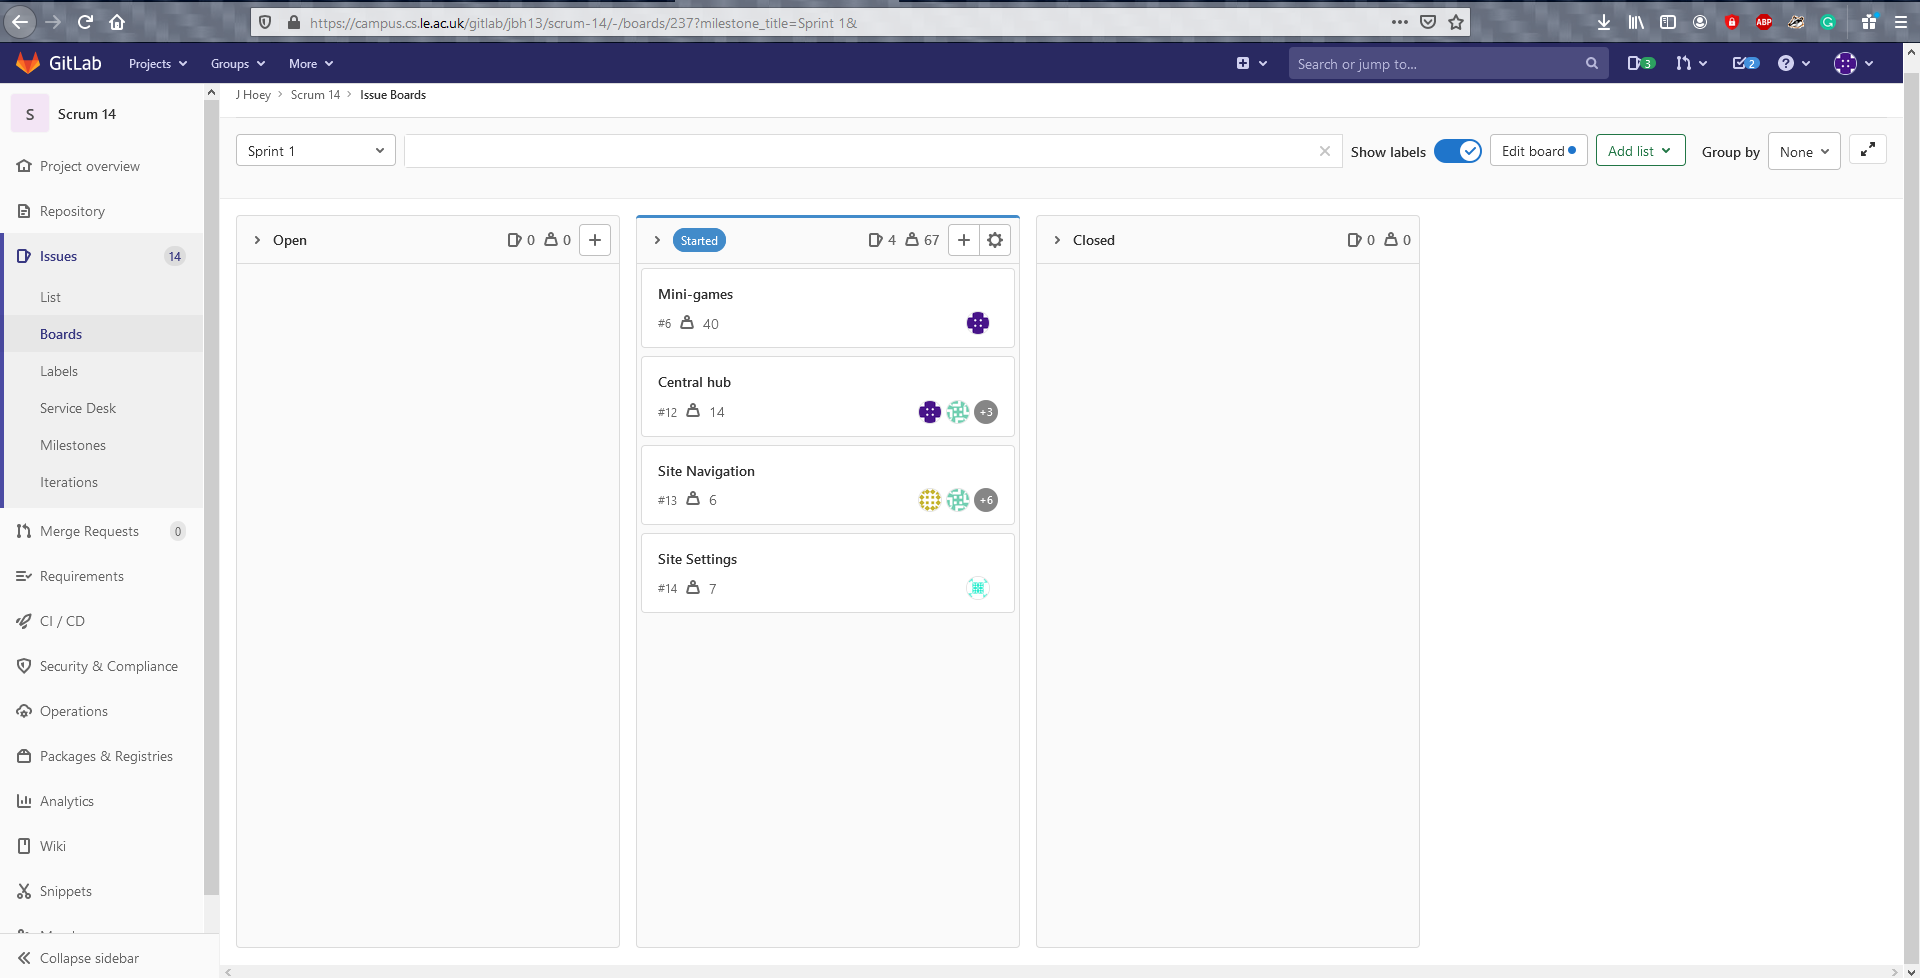 https://campus.cs.le.ac.uk/gitlab/jbh13/scrum-14/-/boards/237?milestone_title=Sprint 1&
ABP
GitLab Projects Groups More Search or jump to... 3 2
S Scrum 14
J Hoey Scrum 14 Issue Boards
Sprint 1 Show labels Edit board Add list Group by None
Project overview
Repository
Issues 14
List
Boards
Labels
Service Desk
Milestones
Iterations
Merge Requests 0
Requirements
CI / CD
Security & Compliance
Operations
Packages & Registries
Analytics
Wiki
Snippets
Collapse sidebar
Open 0 0
Started 4 67
Mini-games
#6 40
Central hub
#12 14 +3
Site Navigation
#13 6 +6
Site Settings
#14 7
Closed 0 0